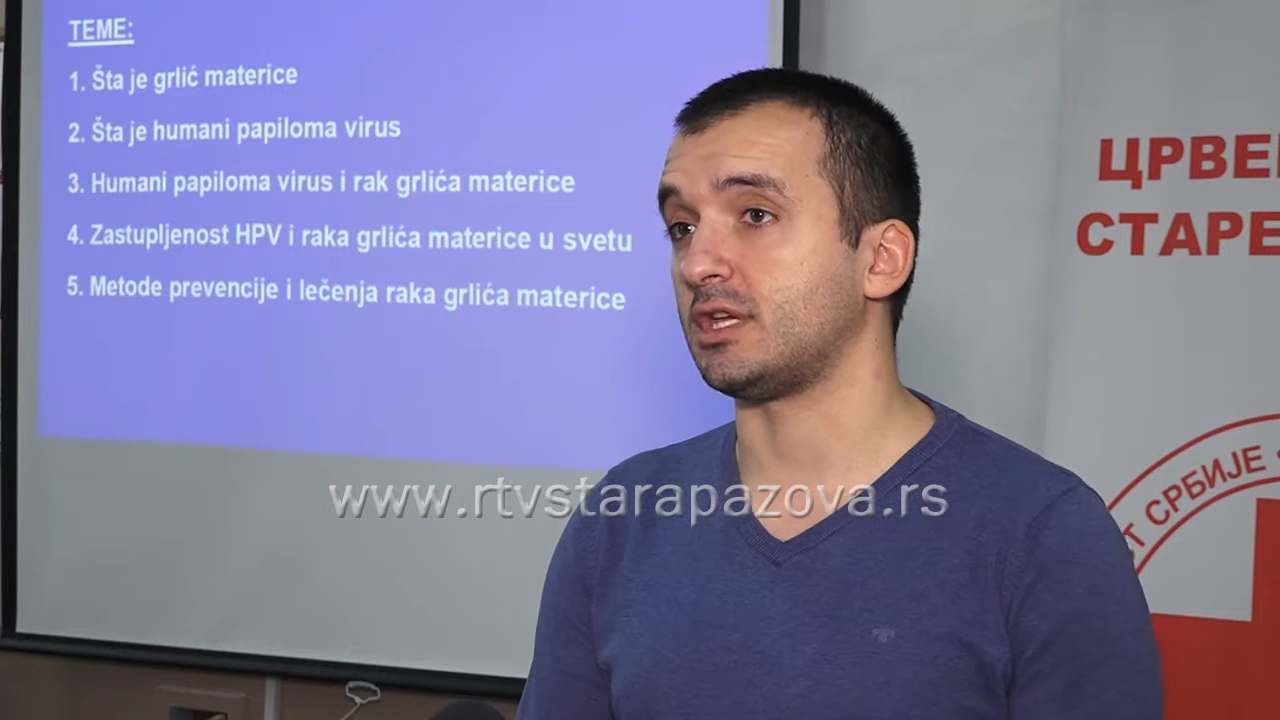 TEME:
1. Šta je grlić materice
2. Šta je humani papiloma virus
3. Humani papiloma virus i rak grlića materice
4. Zastupljenost HPV i raka grlića materice u svetu
5. Metode prevencije i lečenja raka grlića materice
СТАРЕ
СРБИЈЕ
www.rtvstarapazova.rs